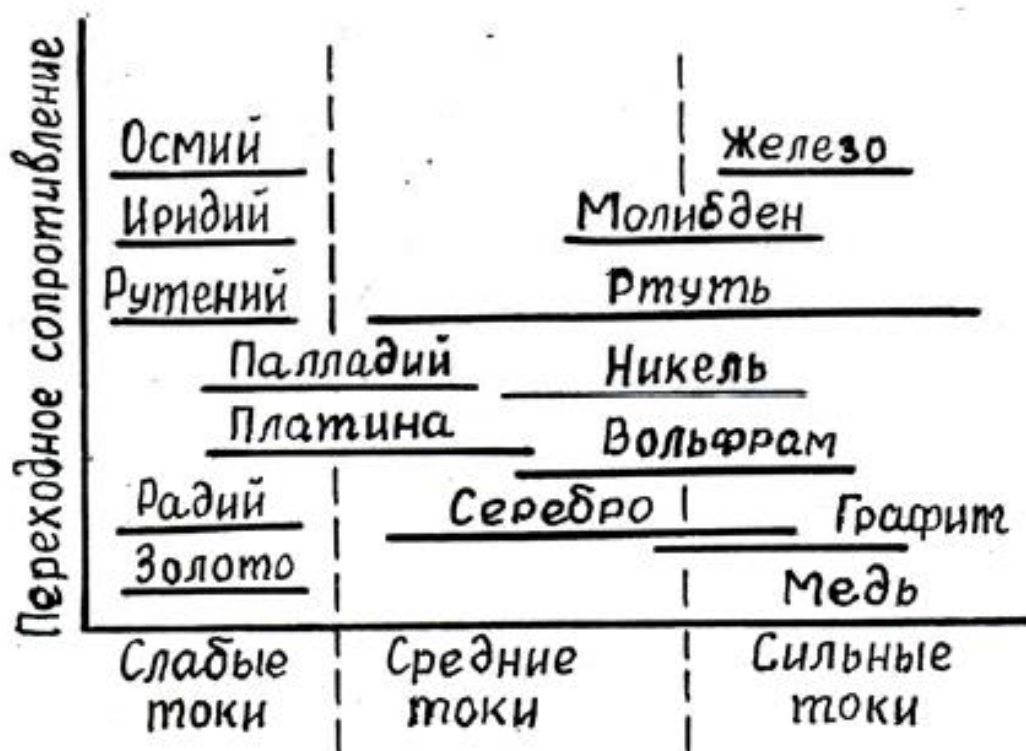 Переходное сопротивление
Осмий
Железо
Иридий
Молибден
Рутений
Ртуть
Палладий
Никель
Платина
Вольфрам
Радий
Серебро
Графит
Золото
Медь
Слабые
токи
Средние
токи
Сильные
токи